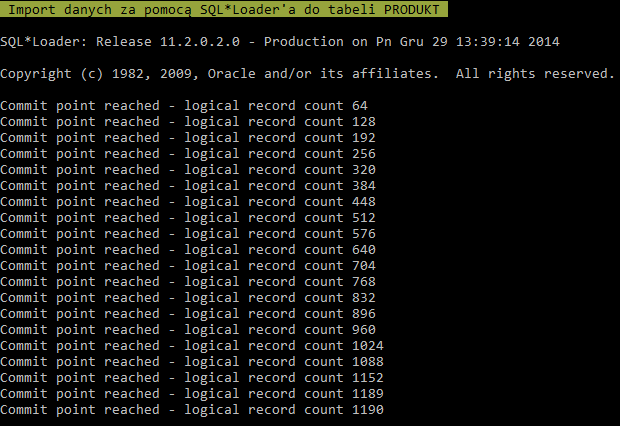 Import danych za pomocą SQL*Loader'a do tabeli PRODUKT
SQL*Loader: Release 11.2.0.2.0 - Production on Pn Gru 29 13:39:14 2014
Copyright (c) 1982, 2009, Oracle and/or its affiliates.  All rights reserved.
Commit point reached - logical record count 64
Commit point reached - logical record count 128
Commit point reached - logical record count 192
Commit point reached - logical record count 256
Commit point reached - logical record count 320
Commit point reached - logical record count 384
Commit point reached - logical record count 448
Commit point reached - logical record count 512
Commit point reached - logical record count 576
Commit point reached - logical record count 640
Commit point reached - logical record count 704
Commit point reached - logical record count 768
Commit point reached - logical record count 832
Commit point reached - logical record count 896
Commit point reached - logical record count 960
Commit point reached - logical record count 1024
Commit point reached - logical record count 1088
Commit point reached - logical record count 1152
Commit point reached - logical record count 1189
Commit point reached - logical record count 1190